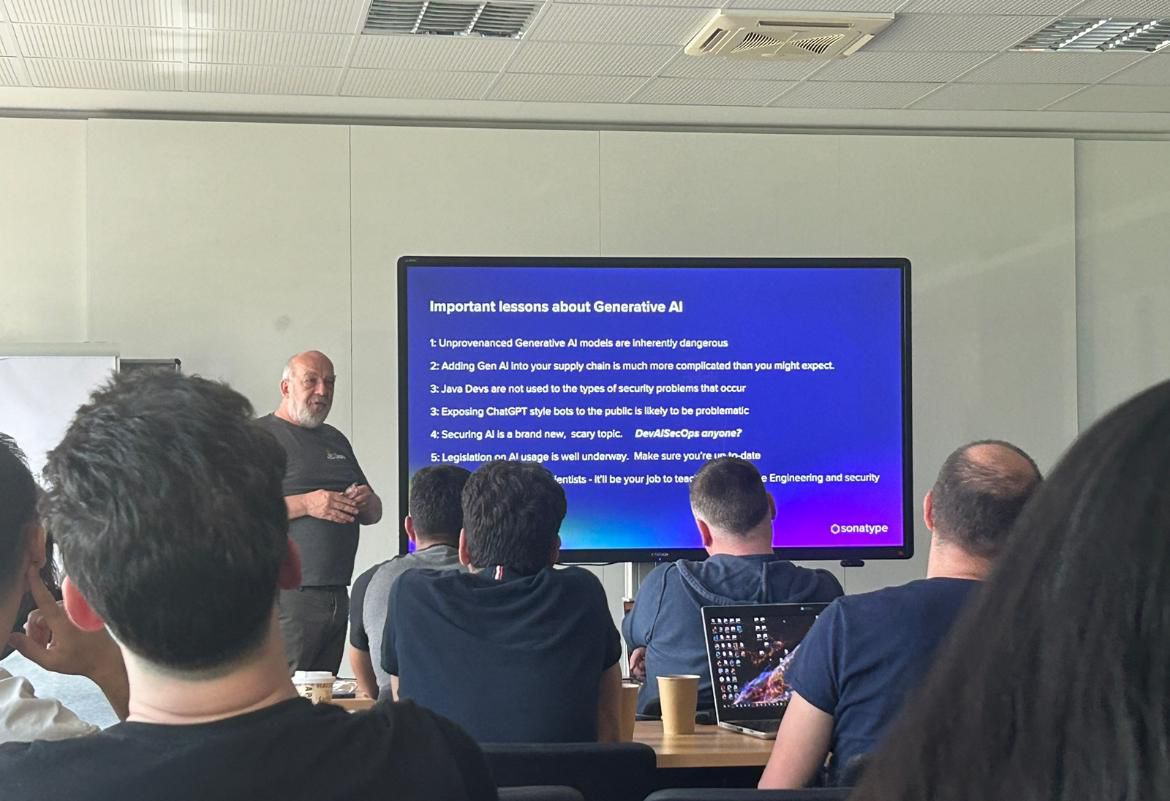 Important lessons about Generative AI
1: Unprovenanced Generative AI models are inherently dangerous
2: Adding Gen AI into your supply chain is much more complicated than you might expect.
3: Java Devs are not used to the types of security problems that occur
3: Exposing ChatGPT style bots to the public is likely to be problematic
4: Securing AI is a brand new, scary topic. DevAISecOps anyone?
5: Legislation on AI usage is well underway. Make sure you're up-to-date
- it'll be your job to Engineering and security
sonatype